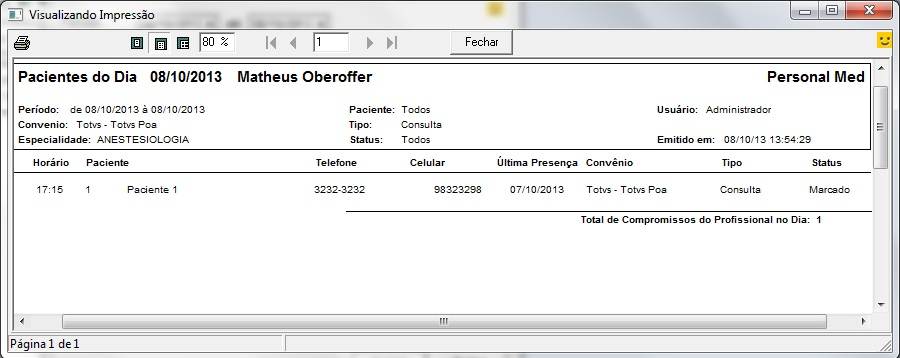 Visualizando Impressão
80 % 1 Fechar
Pacientes do Dia 08/10/2013 Matheus Oberoffer Personal Med
Período: de 08/10/2013 à 08/10/2013 Paciente: Todos Usuário: Administrador
Convenio: Totvs - Totvs Poa Tipo: Consulta
Especialidade: ANESTESIOLOGIA Status: Todos Emitido em: 08/10/13 13:54:29
Horário Paciente Telefone Celular Última Presença Convênio Tipo Status
17:15 1 Paciente 1 3232-3232 98323298 07/10/2013 Totvs - Totvs Poa Consulta Marcado
Total de Compromissos do Profissional no Dia: 1
Página 1 de 1